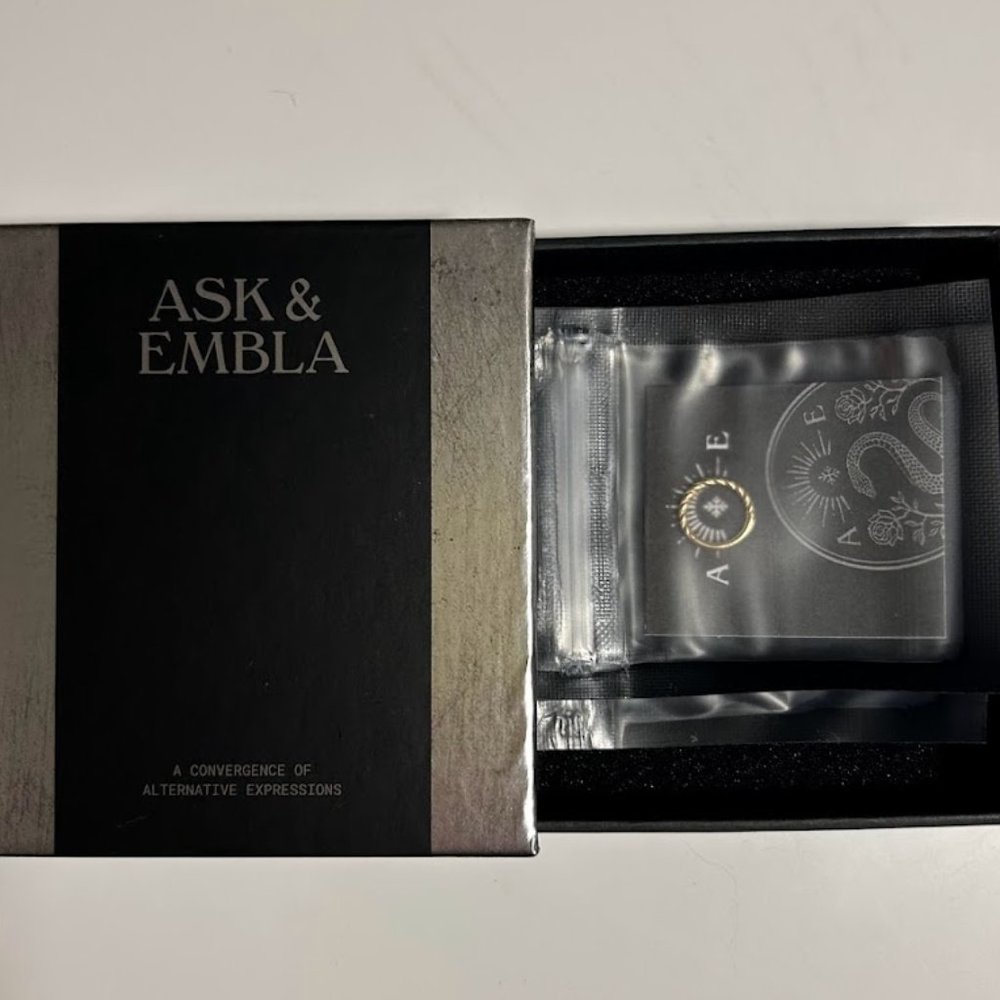 ASK &
EMBLA
A CONVERGENCE OF
ALTERNATIVE EXPRESSIONS
A E
A E